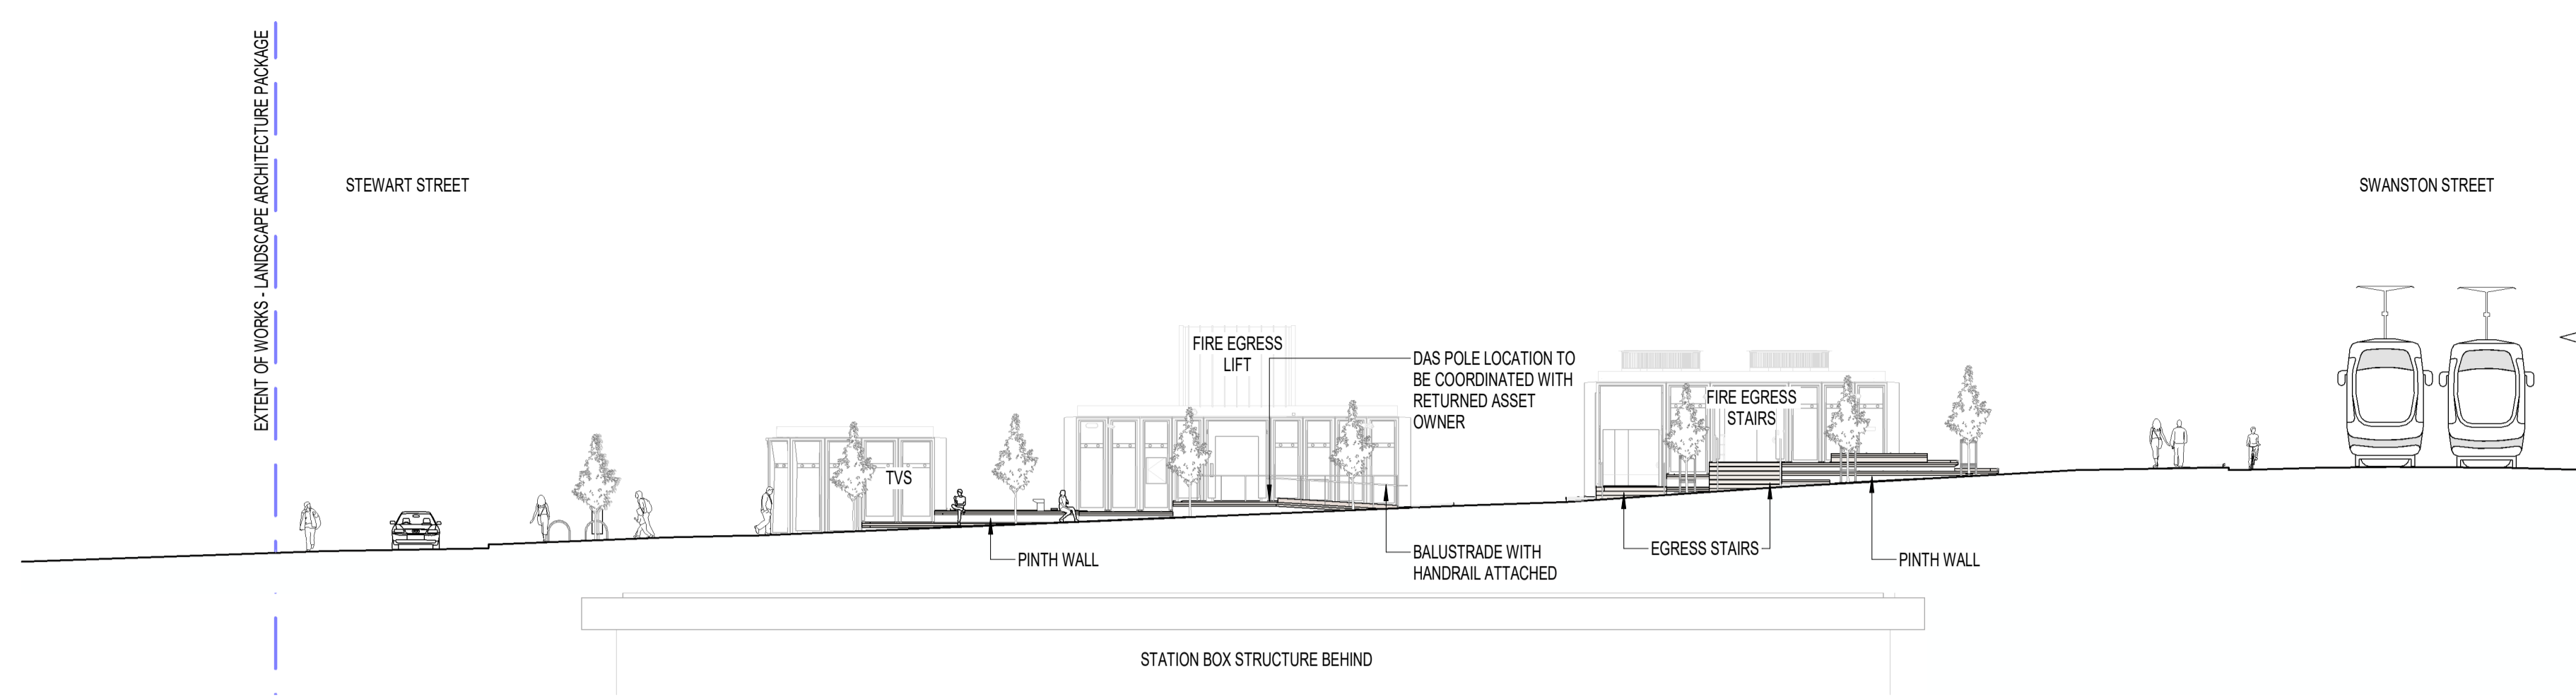 EXTENT OF WORKS - LANDSCAPE ARCHITECTURE PACKAGE
STEWART STREET
SWANSTON STREET
FIRE EGRESS
LIFT
DAS POLE LOCATION TO
BE COORDINATED WITH
RETURNED ASSET
OWNER
FIRE EGRESS
STAIRS
TVS
PINTH WALL
BALUSTRADE WITH
HANDRAIL ATTACHED
EGRESS STAIRS
PINTH WALL
STATION BOX STRUCTURE BEHIND